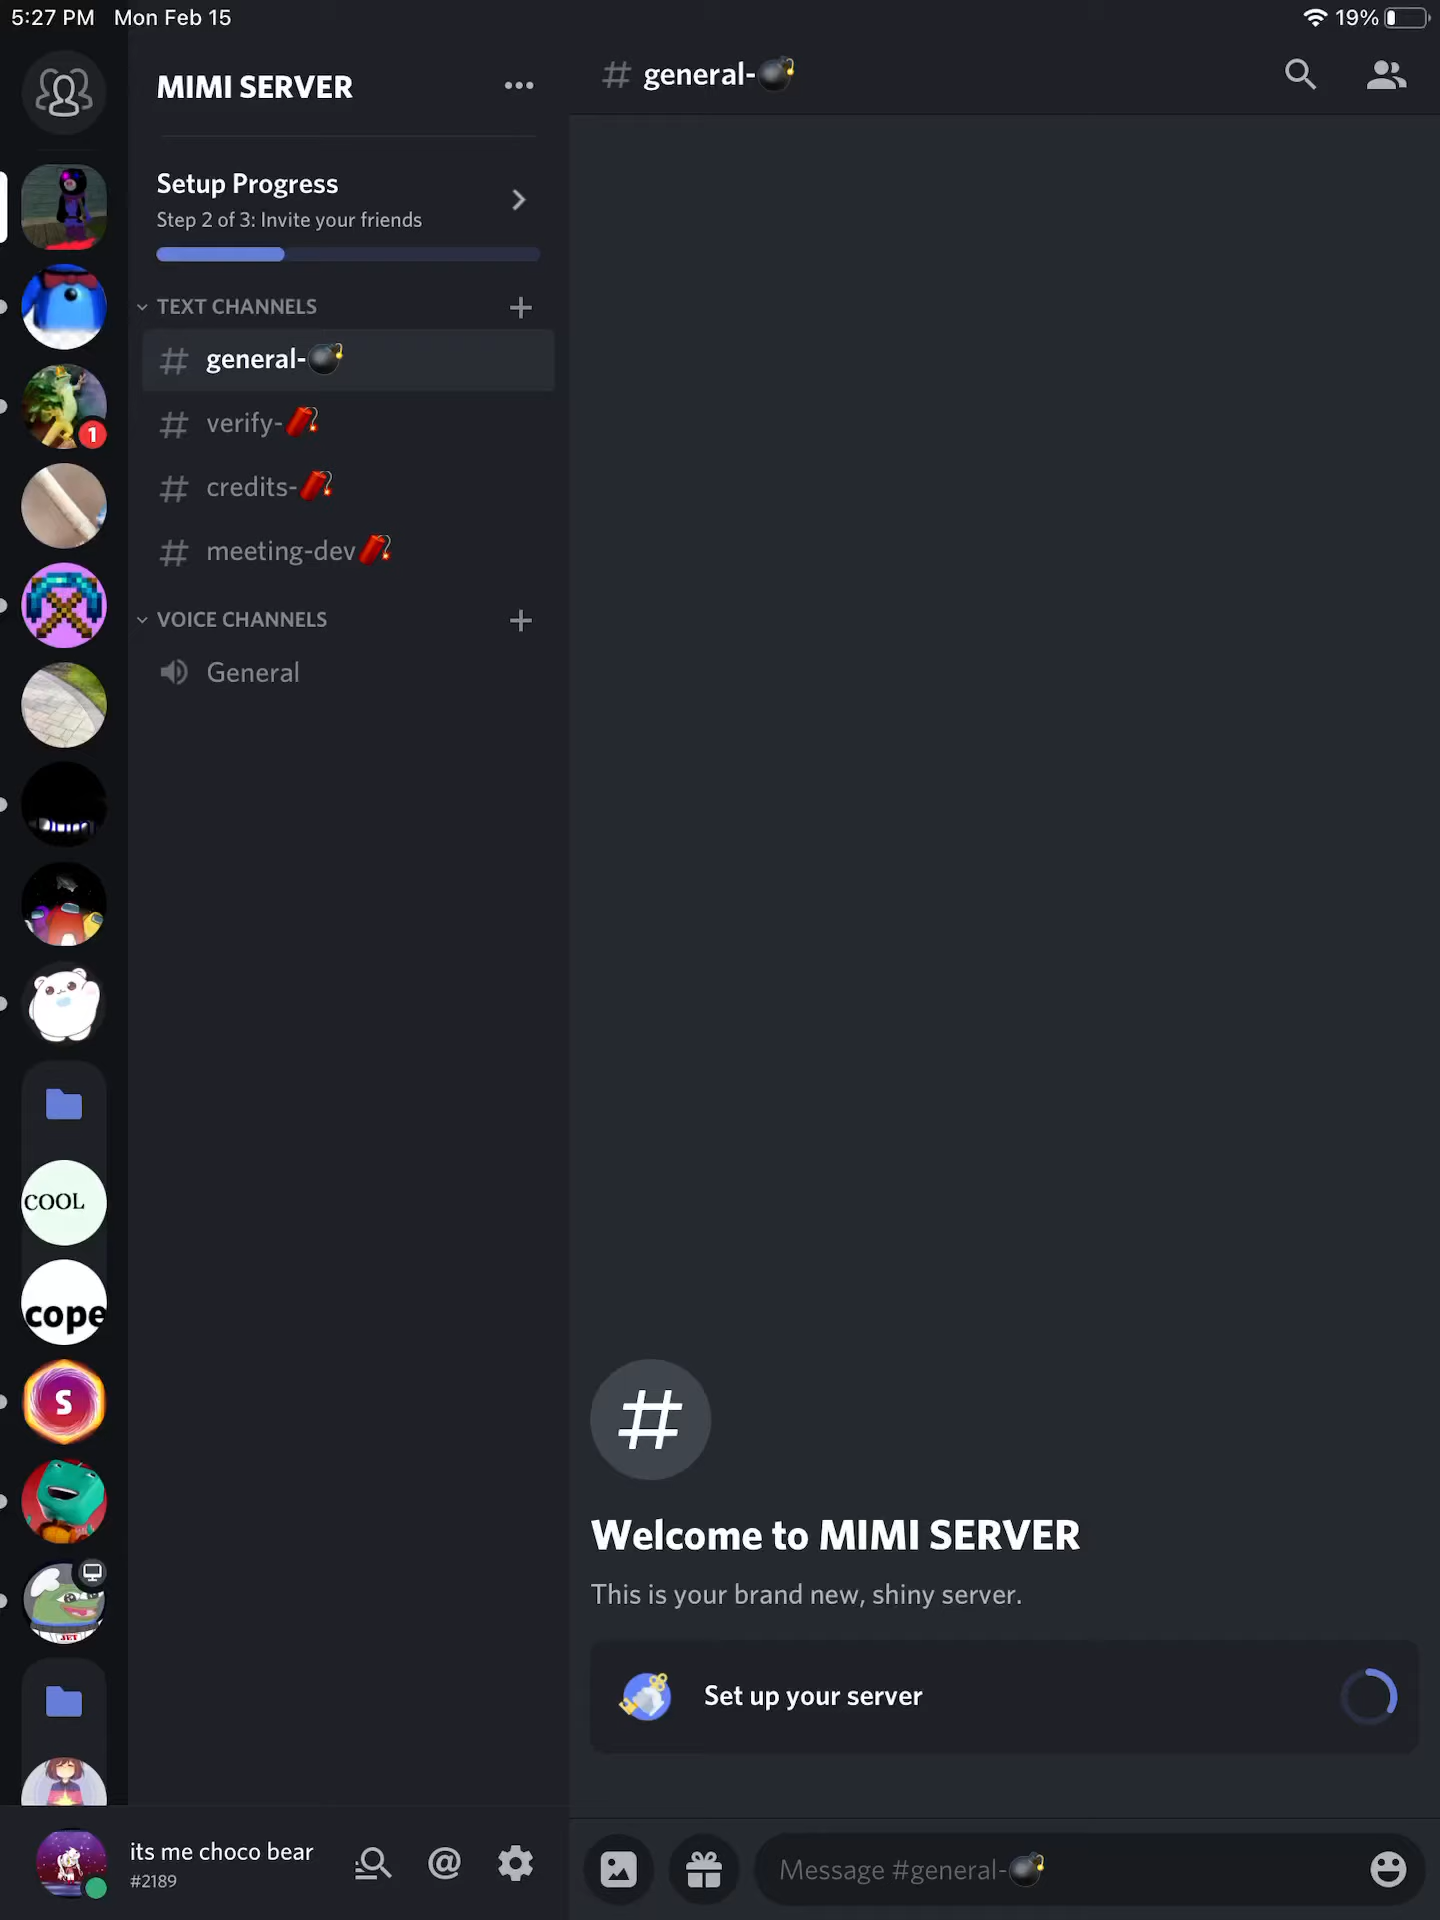 5:27 PM Mon Feb 15
19%
MIMI SERVER
Setup Progress
Step 2 of 3: Invite your friends
TEXT CHANNELS
general-💣
verify-🧨
credits-🧨
meeting-dev🧨
VOICE CHANNELS
General
1
COOL
cope
S
JET
its me choco bear
#2189
general-💣
Welcome to MIMI SERVER
This is your brand new, shiny server.
Set up your server
Message #general-💣